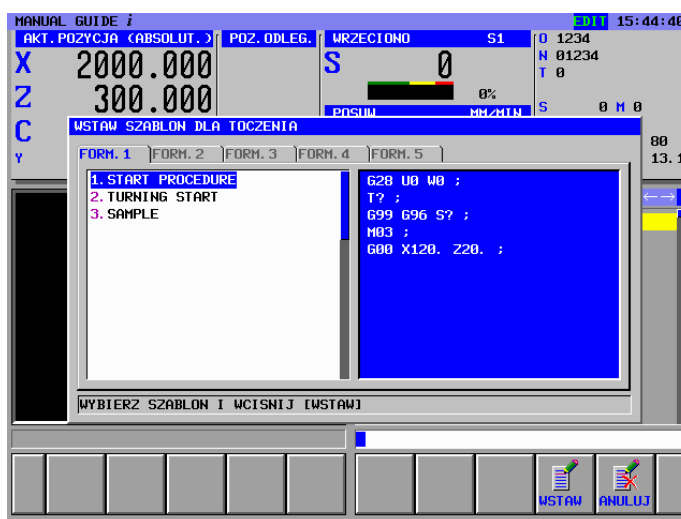 MANUAL GUIDE i EDIT 15:44:40
AKT.POZYCJA (ABSOLUT.) POZ.ODLEG. WRZECIONO S1 O 1234
X 2000.000 S 0 N 01234
T 0
Z 300.000 0% S 0 M 0
POSUW MM/MIN
C 80
Y 13.1
WSTAW SZABLON DLA TOCZENIA
FORM. 1 FORM. 2 FORM. 3 FORM. 4 FORM. 5
1. START PROCEDURE
2. TURNING START
3. SAMPLE
G28 U0 W0 ;
T? ;
G99 G96 S? ;
M03 ;
G00 X120. Z20. ;
WYBIERZ SZABLON I WCISNIJ [WSTAW]
WSTAW ANULUJ